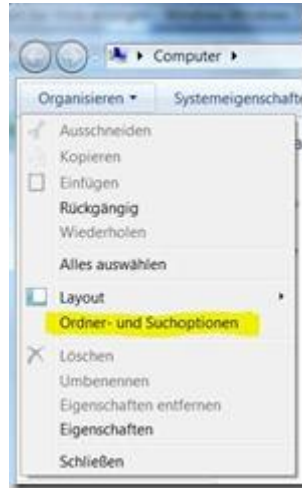 Computer
Organisieren Systemeigenschaft
Ausschneiden
Kopieren
Einfügen
Rückgängig
Wiederholen
Alles auswählen
Layout
Ordner- und Suchoptionen
Löschen
Umbenennen
Eigenschaften entfernen
Eigenschaften
Schließen